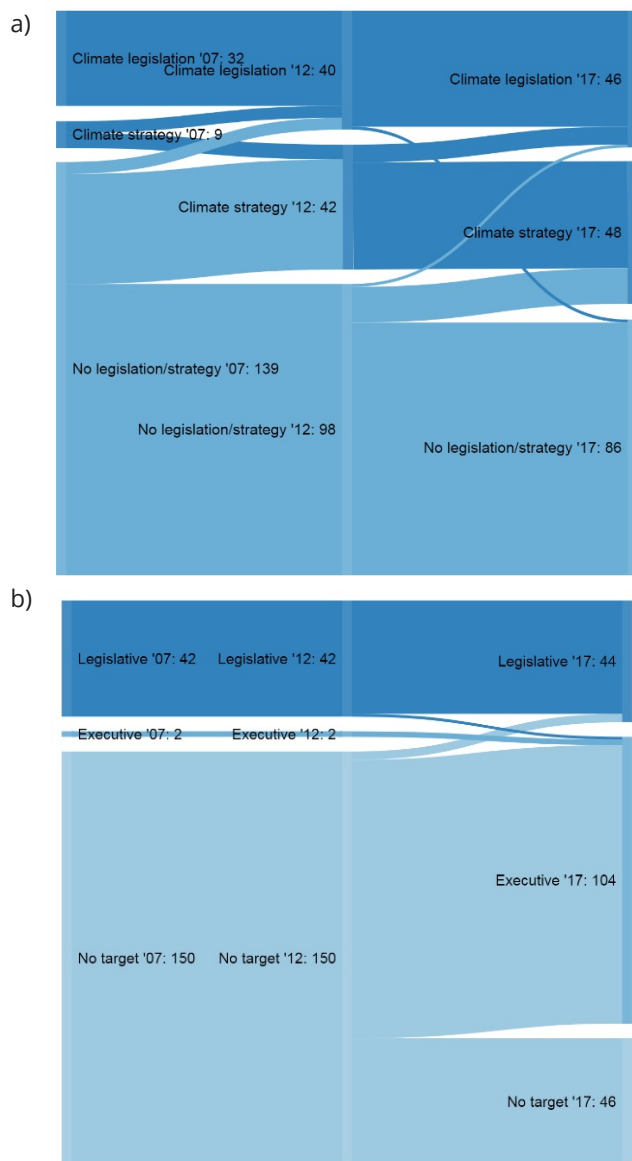 a)
Climate legislation '07: 32
Climate legislation '12: 40
Climate legislation '17: 46
Climate strategy '07: 9
Climate strategy '12: 42
Climate strategy '17: 48
No legislation/strategy '07: 139
No legislation/strategy '12: 98
No legislation/strategy '17: 86
b)
Legislative '07: 42
Legislative '12: 42
Legislative '17: 44
Executive '07: 2
Executive '12: 2
Executive '17: 104
No target '07: 150
No target '12: 150
No target '17: 46